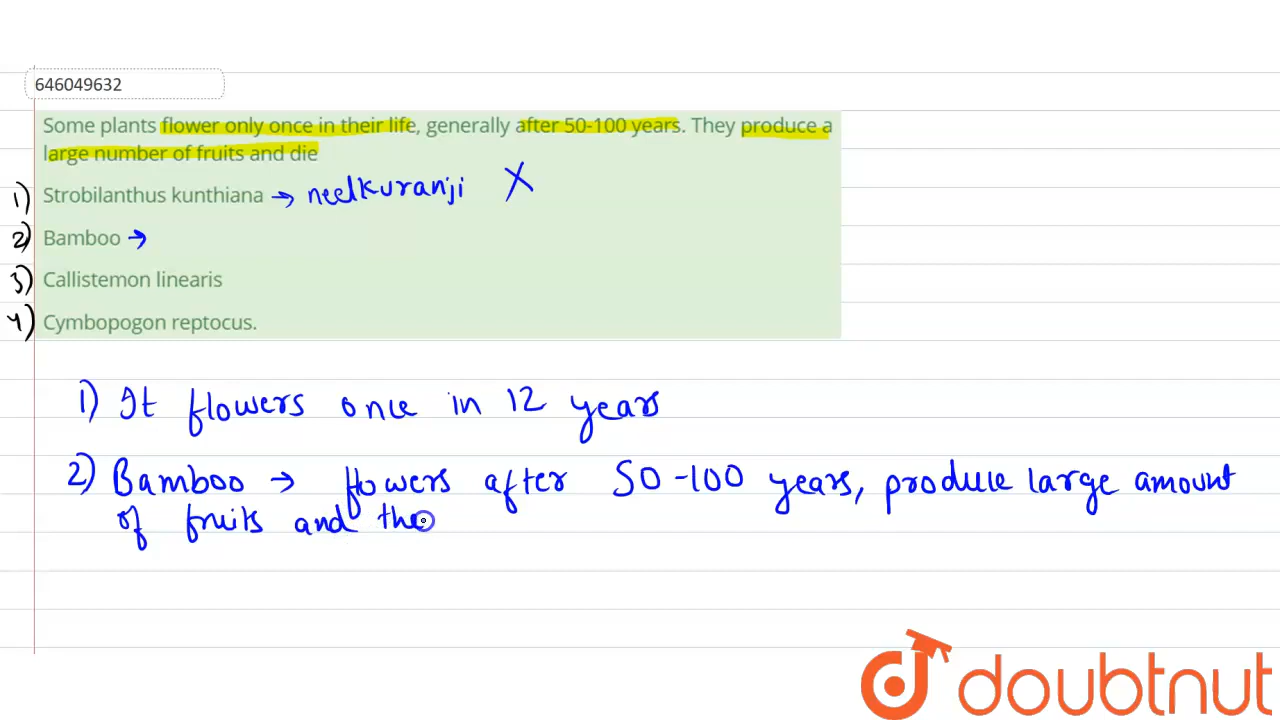 646049632
Some plants flower only once in their life, generally after 50-100 years. They produce a
large number of fruits and die
1) Strobilanthus kunthiana → neelkuranji X
2) Bamboo →
3) Callistemon linearis
4) Cymbopogon reptocus.
1) It flowers once in 12 years
2) Bamboo → flowers after 50-100 years, produce large amount
of fruits and the
doubtnut